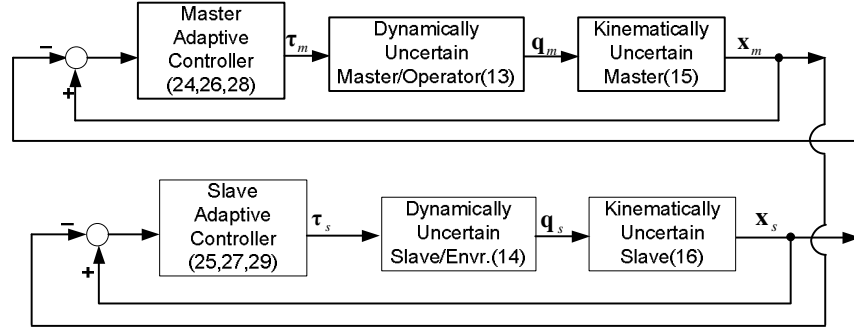 −
+
Master
Adaptive
Controller
(24,26,28)
τm
Dynamically
Uncertain
Master/Operator(13)
qm
Kinematically
Uncertain
Master(15)
xm
−
+
Slave
Adaptive
Controller
(25,27,29)
τs
Dynamically
Uncertain
Slave/Envr.(14)
qs
Kinematically
Uncertain
Slave(16)
xs